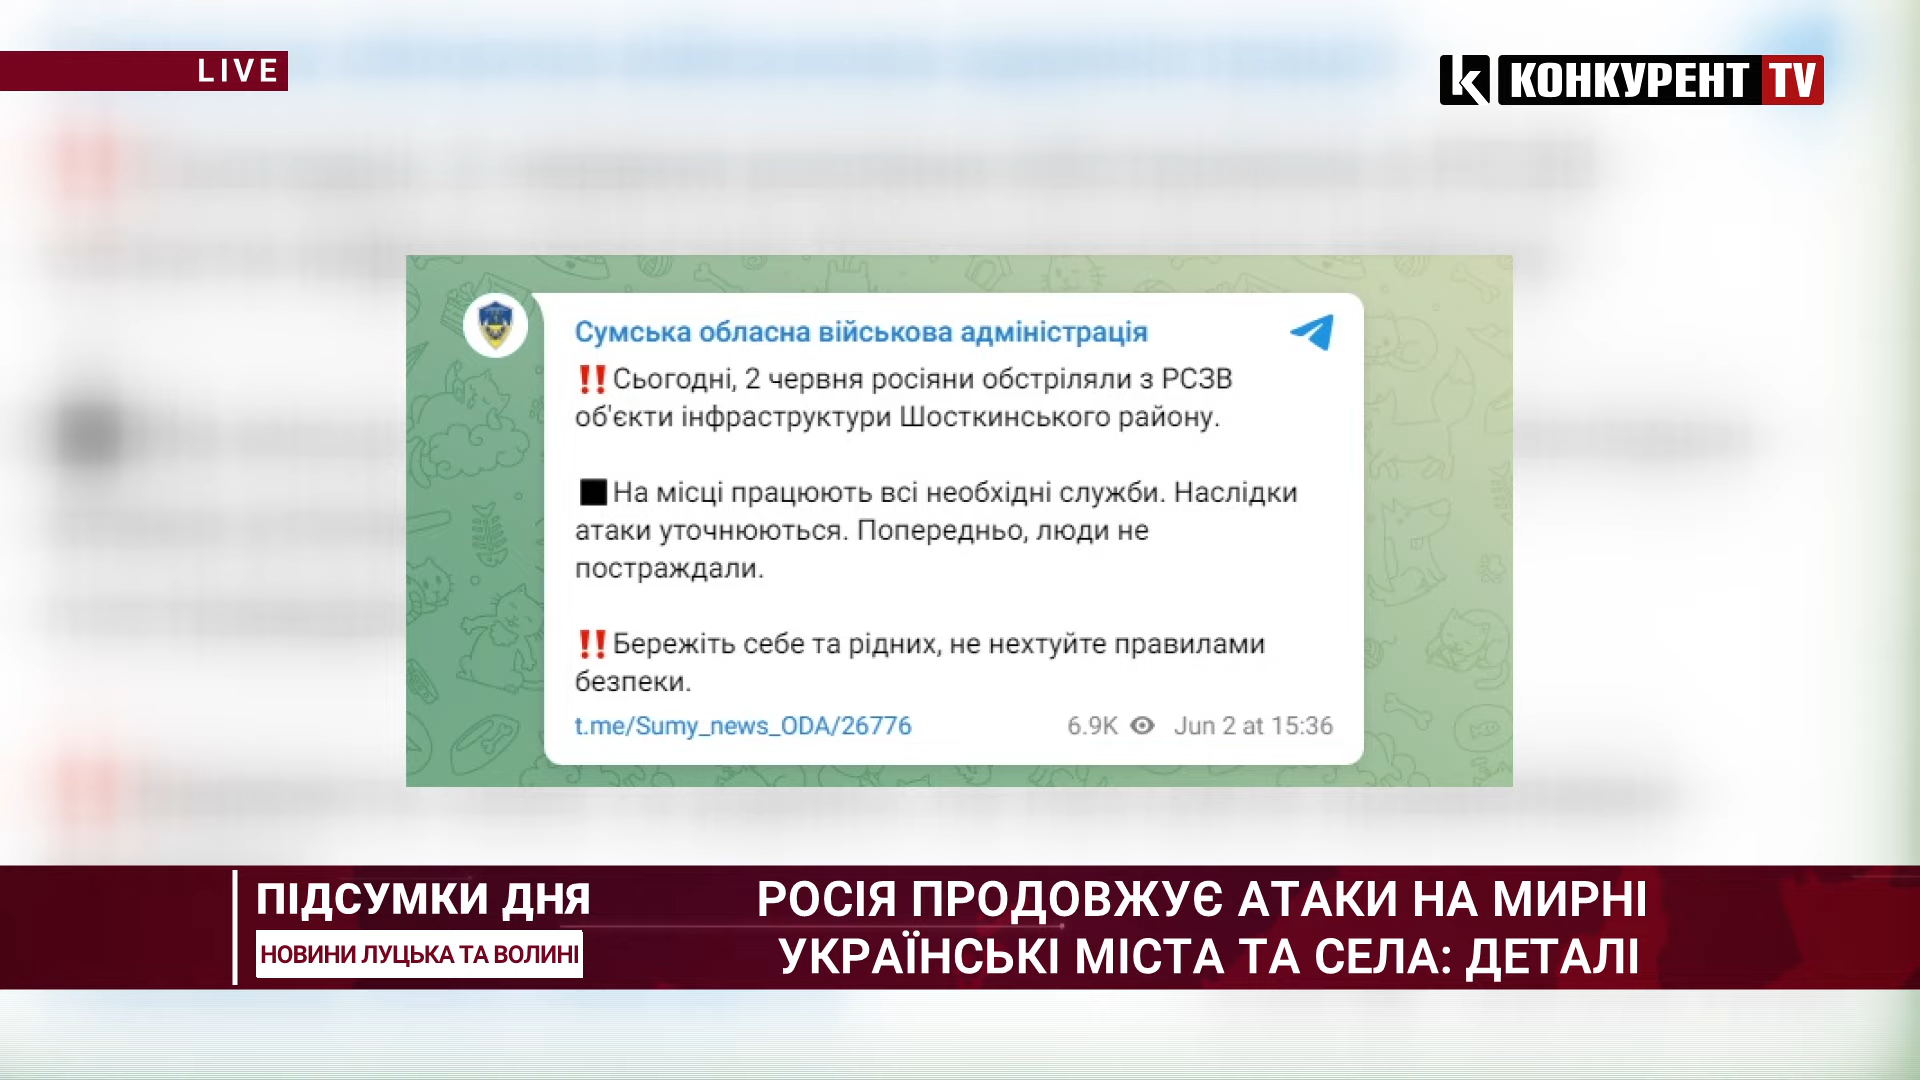 LIVE
КОНКУРЕНТ TV
Сумська обласна військова адміністрація
‼️Сьогодні, 2 червня росіяни обстріляли з РСЗВ
об'єкти інфраструктури Шосткинського району.
◼️На місці працюють всі необхідні служби. Наслідки
атаки уточнюються. Попередньо, люди не
постраждали.
‼️Бережіть себе та рідних, не нехтуйте правилами
безпеки.
t.me/Sumy_news_ODA/26776 6.9K Jun 2 at 15:36
ПІДСУМКИ ДНЯ
НОВИНИ ЛУЦЬКА ТА ВОЛИНІ
РОСІЯ ПРОДОВЖУЄ АТАКИ НА МИРНІ
УКРАЇНСЬКІ МІСТА ТА СЕЛА: ДЕТАЛІ